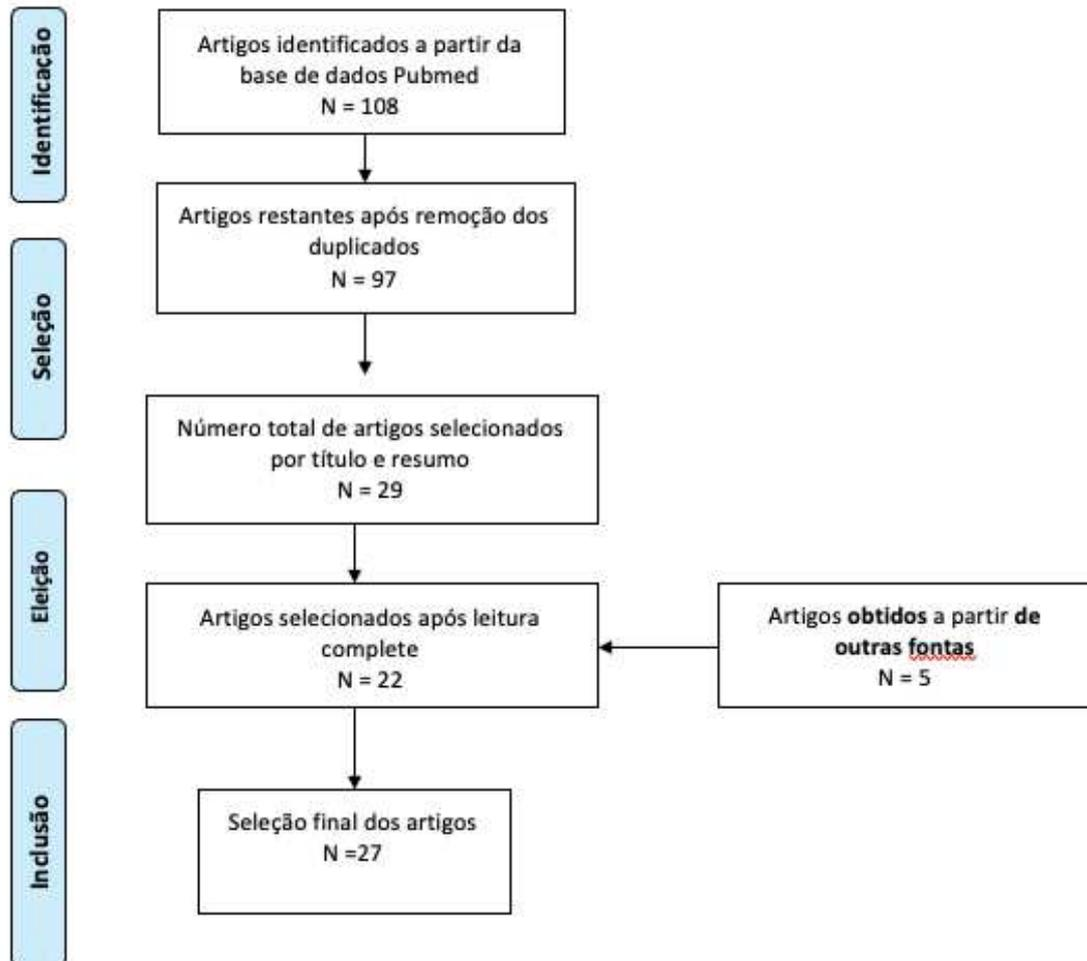 Identificação
Artigos identificados a partir da
base de dados Pubmed
N = 108
Artigos restantes após remoção dos
duplicados
N = 97
Seleção
Número total de artigos selecionados
por título e resumo
N = 29
Eleição
Artigos selecionados após leitura
complete
N = 22
Artigos obtidos a partir de
outras fontas
N = 5
Inclusão
Seleção final dos artigos
N =27